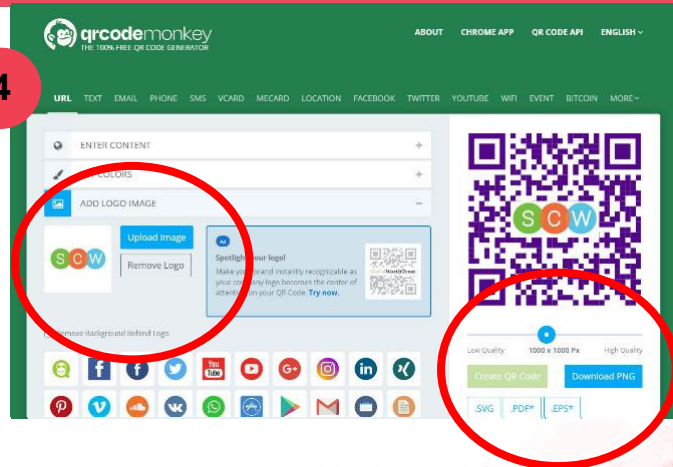 qrcodemonkey
THE 100% FREE QR CODE GENERATOR
ABOUT CHROME APP QR CODE API ENGLISH
4
URL TEXT EMAIL PHONE SMS VCARD MECARD LOCATION FACEBOOK TWITTER YOUTUBE WIFI EVENT BITCOIN MORE
ENTER CONTENT +
COLORS +
ADD LOGO IMAGE −
SCW
Upload Image
Remove Logo
Ad
Spotlight your logo!
Make your brand instantly recognizable as
your company logo becomes the center of
attention on your QR Code. Try now.
Remove Background Behind Logo
You
Tube
G+
in
SCW
Low Quality 1000 x 1000 Px High Quality
Create QR Code Download PNG
.SVG .PDF* .EPS*